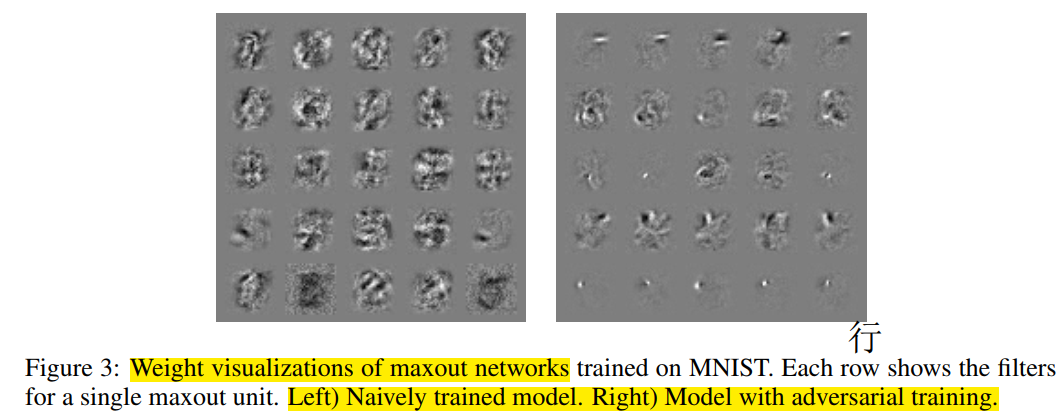 行
Figure 3: Weight visualizations of maxout networks trained on MNIST. Each row shows the filters
for a single maxout unit. Left) Naively trained model. Right) Model with adversarial training.